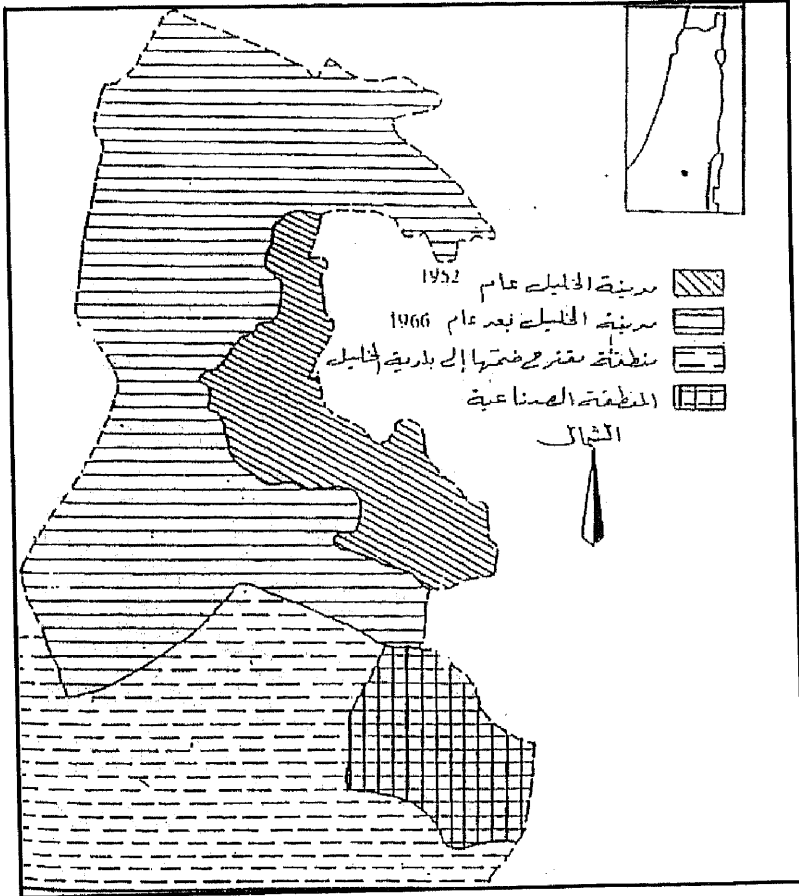 مدينة الخليل عام 1952
مدينة الخليل بعد عام 1966
منطقة مقترح ضمها إلى بلدية الخليل
المنطقة الصناعية
الشمال